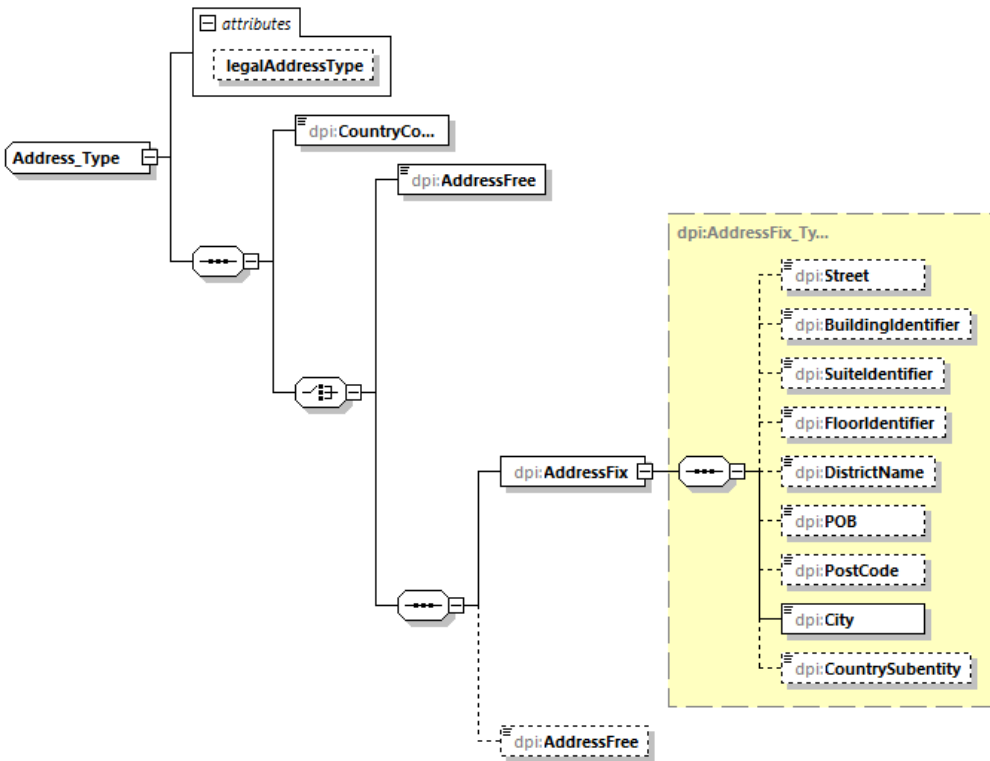 attributes
legalAddressType
Address_Type
dpi:CountryCo...
dpi:AddressFree
dpi:AddressFix_Ty...
dpi:Street
dpi:BuildingIdentifier
dpi:SuiteIdentifier
dpi:FloorIdentifier
dpi:AddressFix
dpi:DistrictName
dpi:POB
dpi:PostCode
dpi:City
dpi:CountrySubentity
dpi:AddressFree